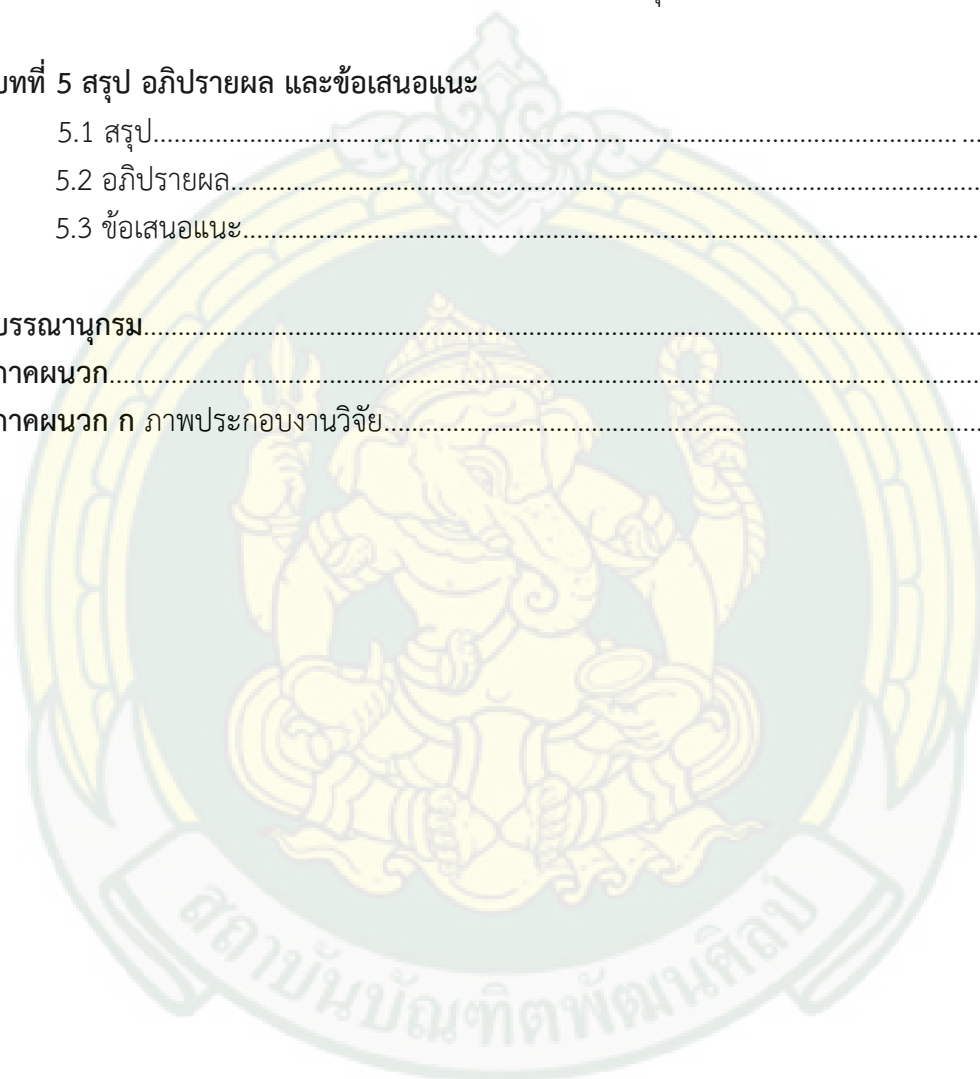 บทที่ 5 สรุป อภิปรายผล และข้อเสนอแนะ
5.1 สรุป........................................................................................................................
5.2 อภิปรายผล.............................................................................................................
5.3 ข้อเสนอแนะ...........................................................................................................
บรรณานุกรม...............................................................................................................
ภาคผนวก....................................................................................................................
ภาคผนวก ก ภาพประกอบงานวิจัย................................................................................
สถาบันบัณฑิตพัฒนศิลป์